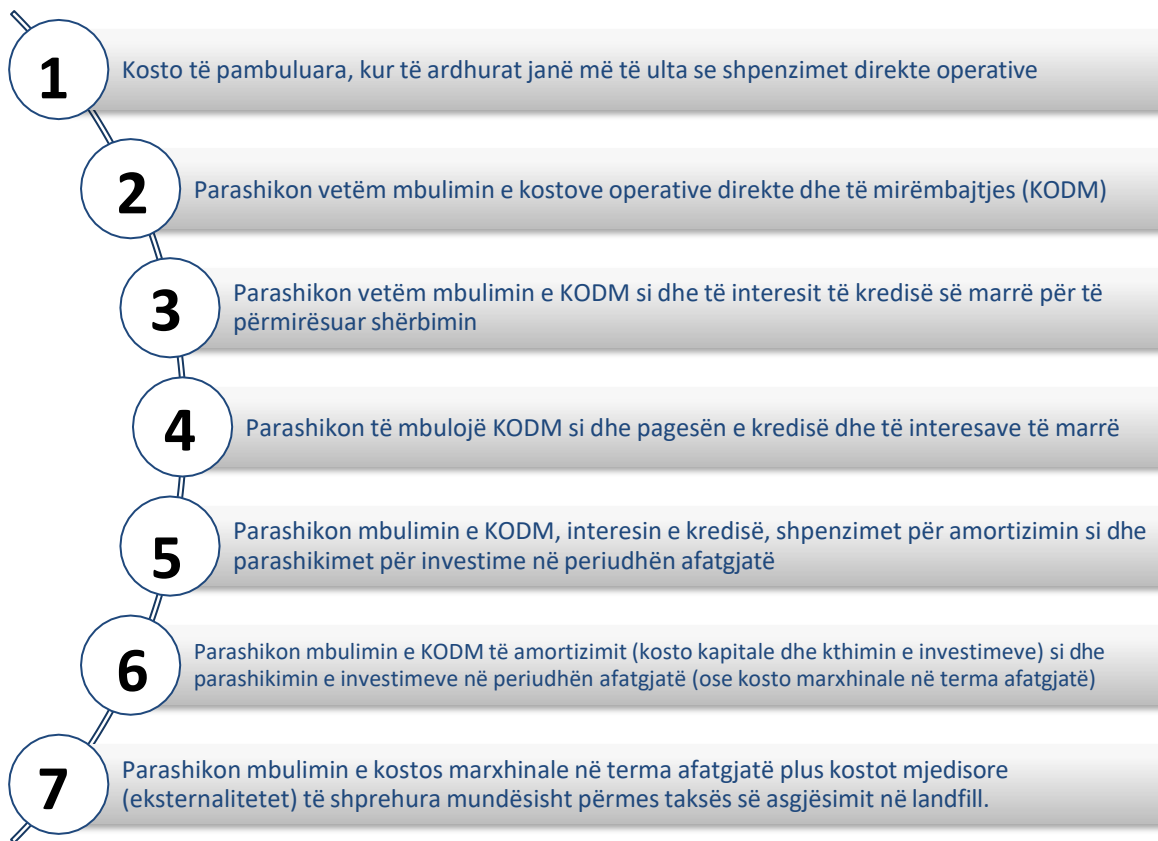 1
Kosto të pambuluara, kur të ardhurat janë më të ulta se shpenzimet direkte operative
2
Parashikon vetëm mbulimin e kostove operative direkte dhe të mirëmbajtjes (KODM)
3
Parashikon vetëm mbulimin e KODM si dhe të interesit të kredisë së marrë për të
përmirësuar shërbimin
4
Parashikon të mbulojë KODM si dhe pagesën e kredisë dhe të interesave të marrë
5
Parashikon mbulimin e KODM, interesin e kredisë, shpenzimet për amortizimin si dhe
parashikimet për investime në periudhën afatgjatë
6
Parashikon mbulimin e KODM të amortizimit (kosto kapitale dhe kthimin e investimeve) si dhe
parashikimin e investimeve në periudhën afatgjatë (ose kosto marxhinale në terma afatgjatë)
7
Parashikon mbulimin e kostos marxhinale në terma afatgjatë plus kostot mjedisore
(eksternalitetet) të shprehura mundësisht përmes taksës së asgjësimit në landfill.